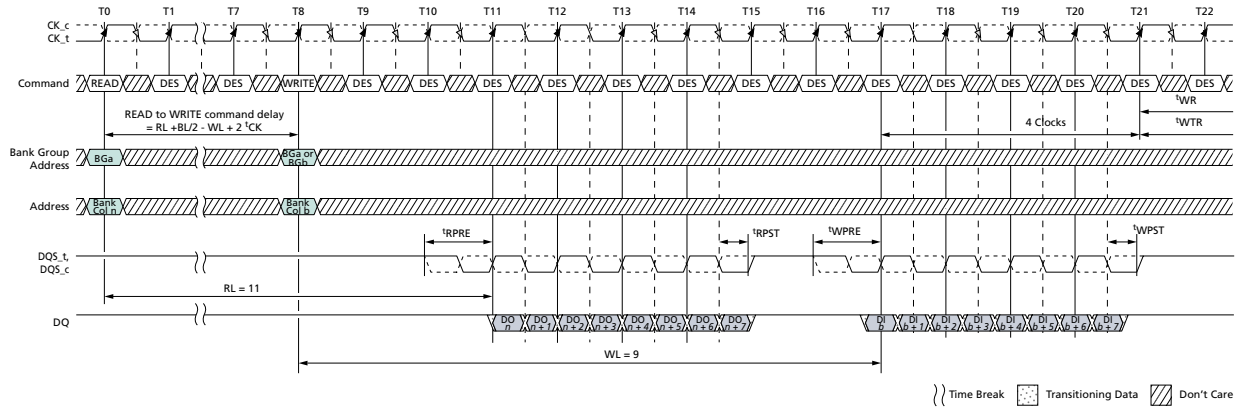 T0 T1 T7 T8 T9 T10 T11 T12 T13 T14 T15 T16 T17 T18 T19 T20 T21 T22
CK_c
CK_t
Command READ DES DES WRITE DES DES DES DES DES DES DES DES DES DES DES DES DES DES
READ to WRITE command delay
= RL +BL/2 - WL + 2 tCK
tWR
4 Clocks
tWTR
Bank Group
Address
BGa
BGa or
BGb
Address
Bank
Col n
Bank
Col b
tRPRE tRPST tWPRE tWPST
DQS_t,
DQS_c
RL = 11
DQ
DO
n
DO
n + 1
DO
n + 2
DO
n + 3
DO
n + 4
DO
n + 5
DO
n + 6
DO
n + 7
DI
b
DI
b + 1
DI
b + 2
DI
b + 3
DI
b + 4
DI
b + 5
DI
b + 6
DI
b + 7
WL = 9
Time Break Transitioning Data Don't Care